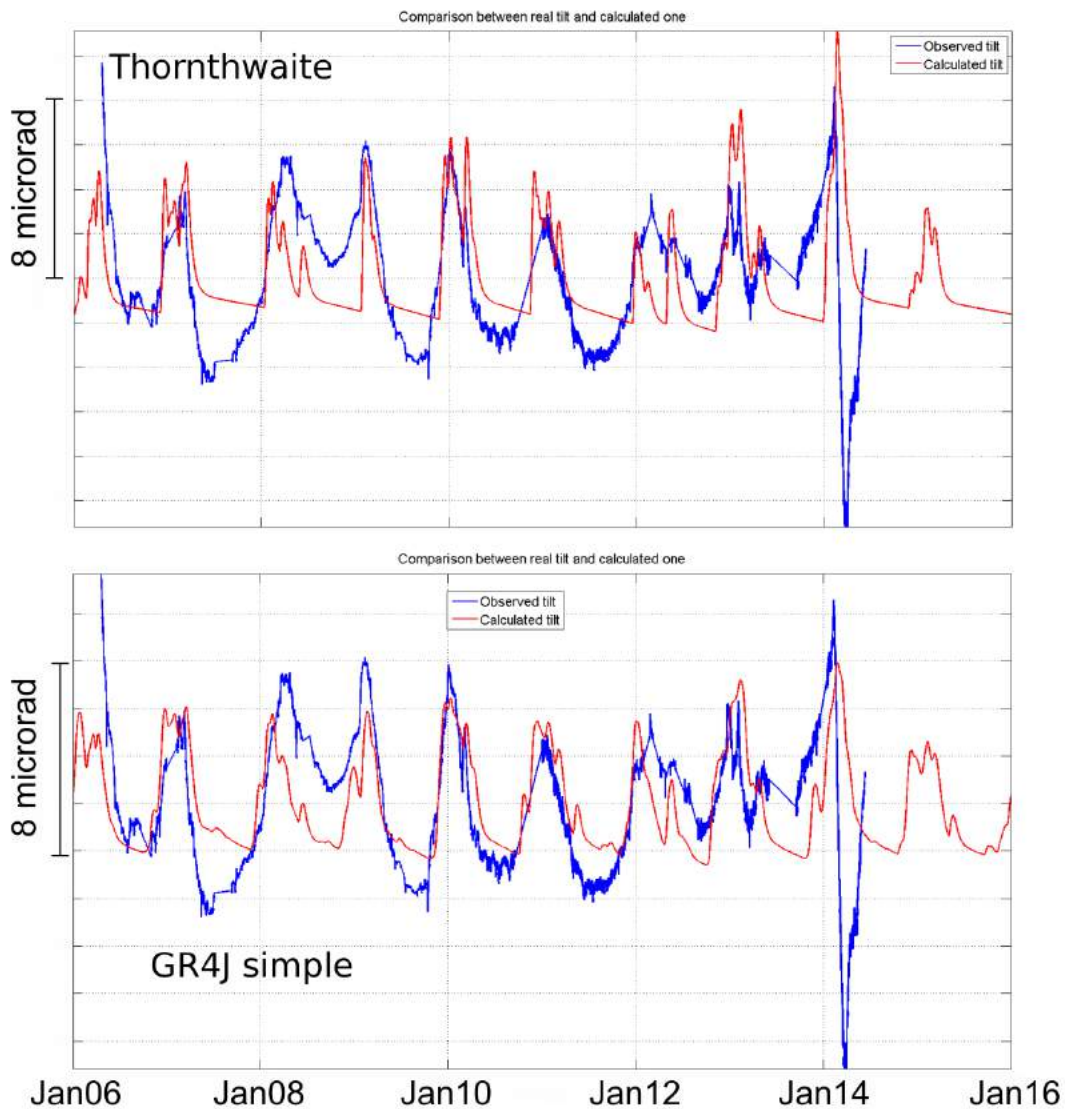 Comparison between real tilt and calculated one
Thornthwaite
Observed tilt
Calculated tilt
8 microrad
Comparison between real tilt and calculated one
Observed tilt
Calculated tilt
8 microrad
GR4J simple
Jan06 Jan08 Jan10 Jan12 Jan14 Jan16